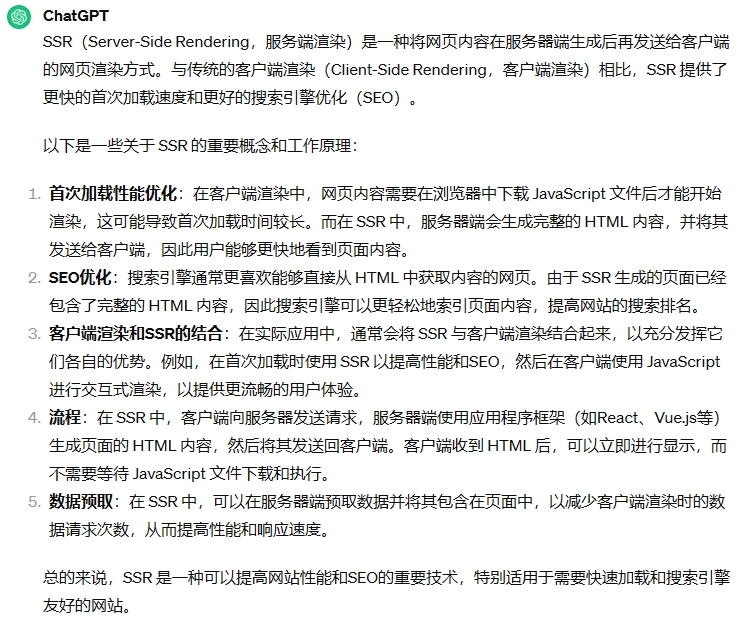 ChatGPT
SSR（Server-Side Rendering，服务端渲染）是一种将网页内容在服务器端生成后再发送给客户端
的网页渲染方式。与传统的客户端渲染（Client-Side Rendering，客户端渲染）相比，SSR 提供了
更快的首次加载速度和更好的搜索引擎优化（SEO）。
以下是一些关于 SSR 的重要概念和工作原理：
1. 首次加载性能优化：在客户端渲染中，网页内容需要在浏览器中下载 JavaScript 文件后才能开始
渲染，这可能导致首次加载时间较长。而在 SSR 中，服务器端会生成完整的 HTML 内容，并将其
发送给客户端，因此用户能够更快地看到页面内容。
2. SEO优化：搜索引擎通常更喜欢能够直接从 HTML 中获取内容的网页。由于 SSR 生成的页面已经
包含了完整的 HTML 内容，因此搜索引擎可以更轻松地索引页面内容，提高网站的搜索排名。
3. 客户端渲染和SSR的结合：在实际应用中，通常会将 SSR 与客户端渲染结合起来，以充分发挥它
们各自的优势。例如，在首次加载时使用 SSR 以提高性能和SEO，然后在客户端使用 JavaScript
进行交互式渲染，以提供更流畅的用户体验。
4. 流程：在 SSR 中，客户端向服务器发送请求，服务器端使用应用程序框架（如React、Vue.js等）
生成页面的 HTML 内容，然后将其发送回客户端。客户端收到 HTML 后，可以立即进行显示，而
不需要等待 JavaScript 文件下载和执行。
5. 数据预取：在 SSR 中，可以在服务器端预取数据并将其包含在页面中，以减少客户端渲染时的数
据请求次数，从而提高性能和响应速度。
总的来说，SSR 是一种可以提高网站性能和SEO的重要技术，特别适用于需要快速加载和搜索引擎
友好的网站。